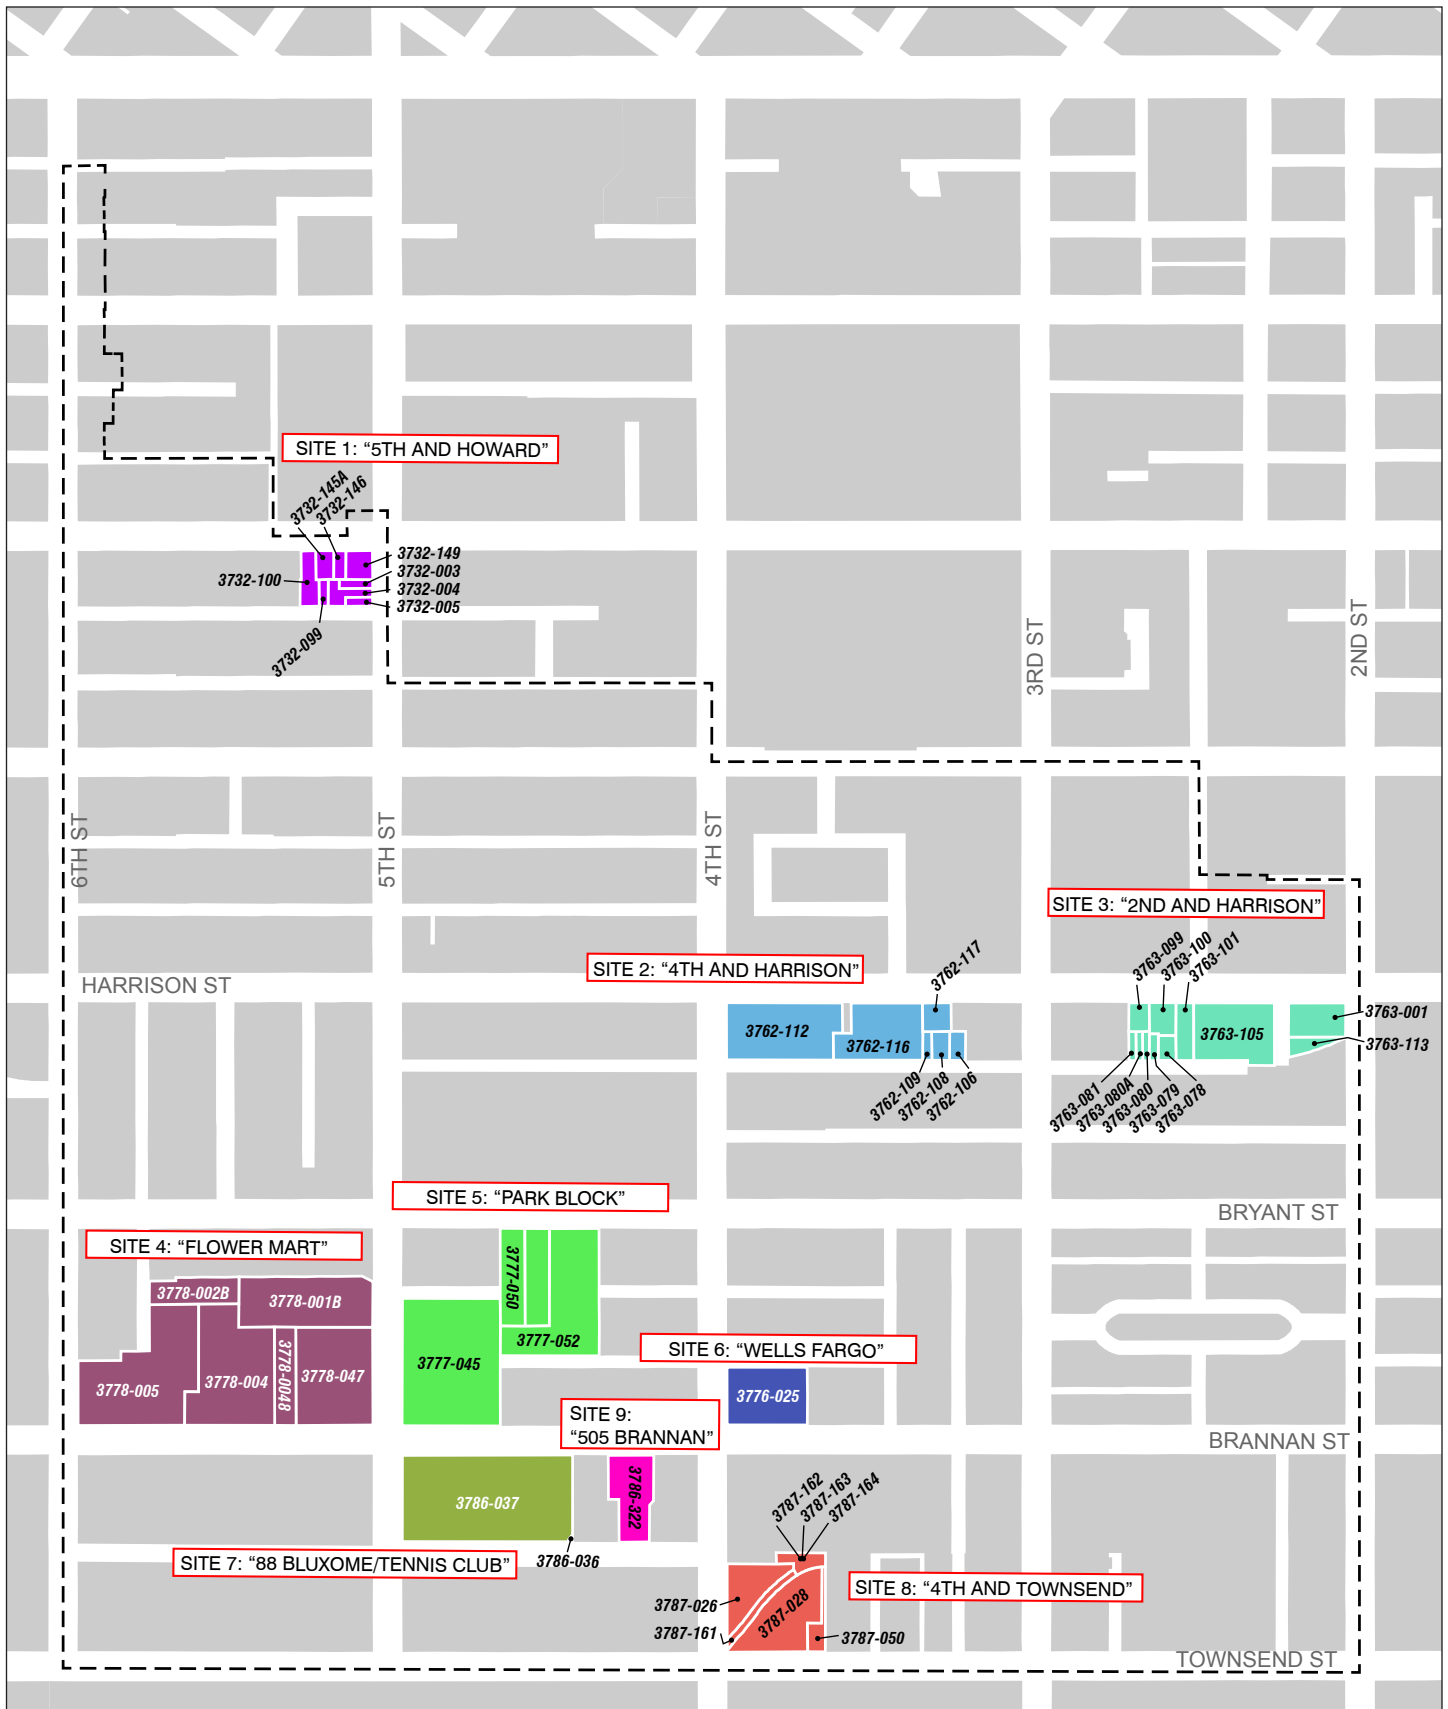 SITE 1: “5TH AND HOWARD”
3732-145A
3732-146
3732-149
3732-003
3732-004
3732-005
3732-100
3732-099
3RD ST
2ND ST
6TH ST
5TH ST
4TH ST
SITE 3: “2ND AND HARRISON”
3763-099
3763-100
3763-101
SITE 2: “4TH AND HARRISON”
3762-117
HARRISON ST
3762-112
3762-116
3763-105
3763-001
3763-113
3762-109
3762-108
3762-106
3763-081
3763-080A
3763-080
3763-079
3763-078
SITE 5: “PARK BLOCK”
BRYANT ST
SITE 4: “FLOWER MART”
3778-002B
3778-001B
3777-050
3777-052
3777-045
SITE 6: “WELLS FARGO”
3778-005
3778-004
3778-0048
3778-047
3776-025
SITE 9:
“505 BRANNAN”
BRANNAN ST
3786-037
3786-322
3787-162
3787-163
3787-164
SITE 7: “88 BLUXOME/TENNIS CLUB”
3786-036
SITE 8: “4TH AND TOWNSEND”
3787-026
3787-028
3787-161
3787-050
TOWNSEND ST